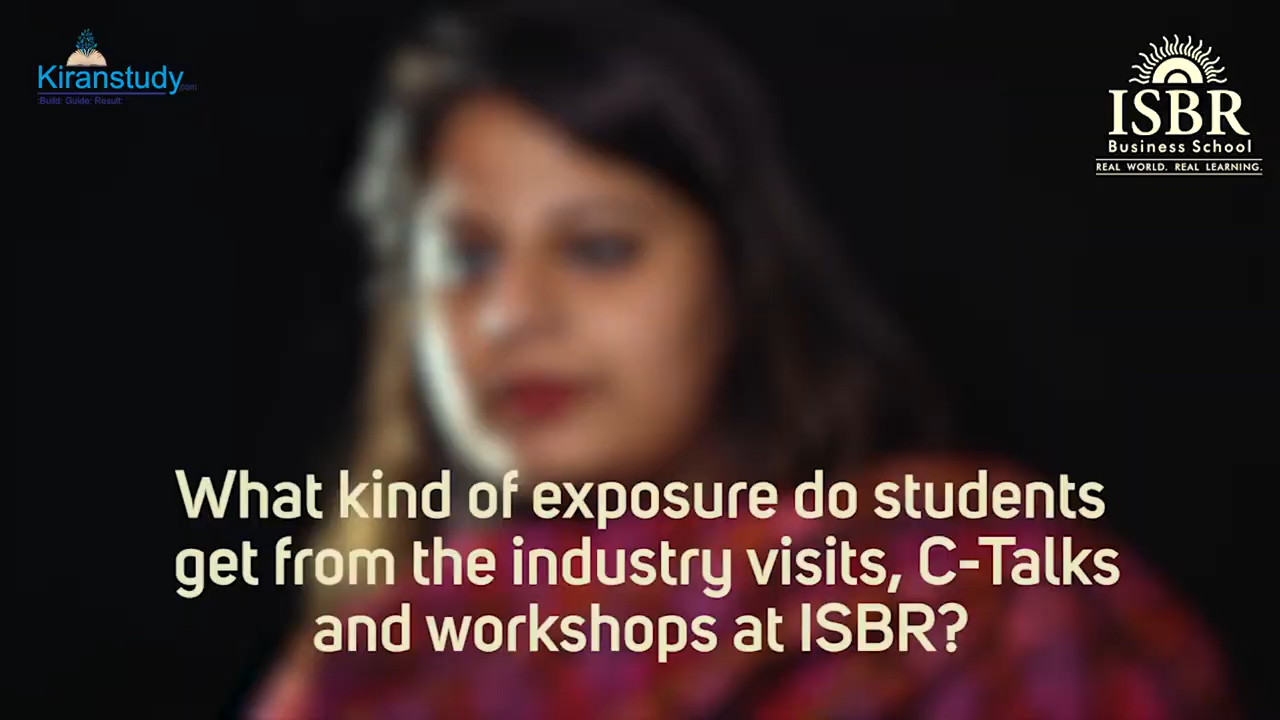 Kiranstudy.com
:Build: Guide: Result:
ISBR
Business School
REAL WORLD. REAL LEARNING.
What kind of exposure do students
get from the industry visits, C-Talks
and workshops at ISBR?